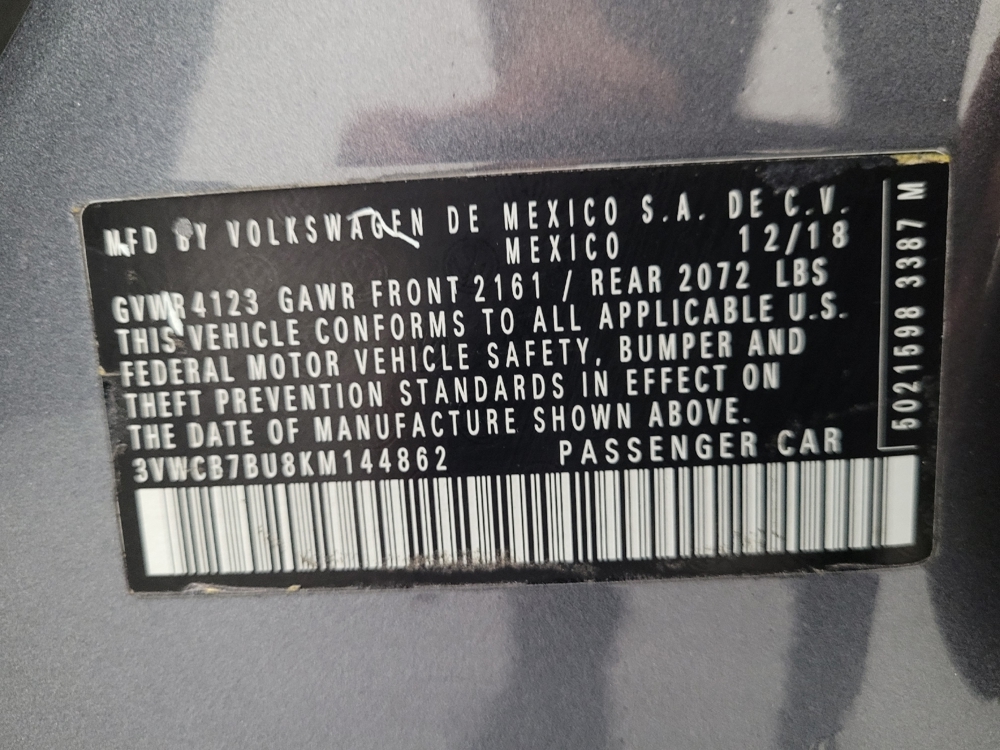 MFD BY VOLKSWAGEN DE MEXICO S.A. DE C.V.
MEXICO 12/18
GVWR 4123 GAWR FRONT 2161 / REAR 2072 LBS
THIS VEHICLE CONFORMS TO ALL APPLICABLE U.S.
FEDERAL MOTOR VEHICLE SAFETY, BUMPER AND
THEFT PREVENTION STANDARDS IN EFFECT ON
THE DATE OF MANUFACTURE SHOWN ABOVE.
3VWCB7BU8KM144862 PASSENGER CAR
5021598 3387 M